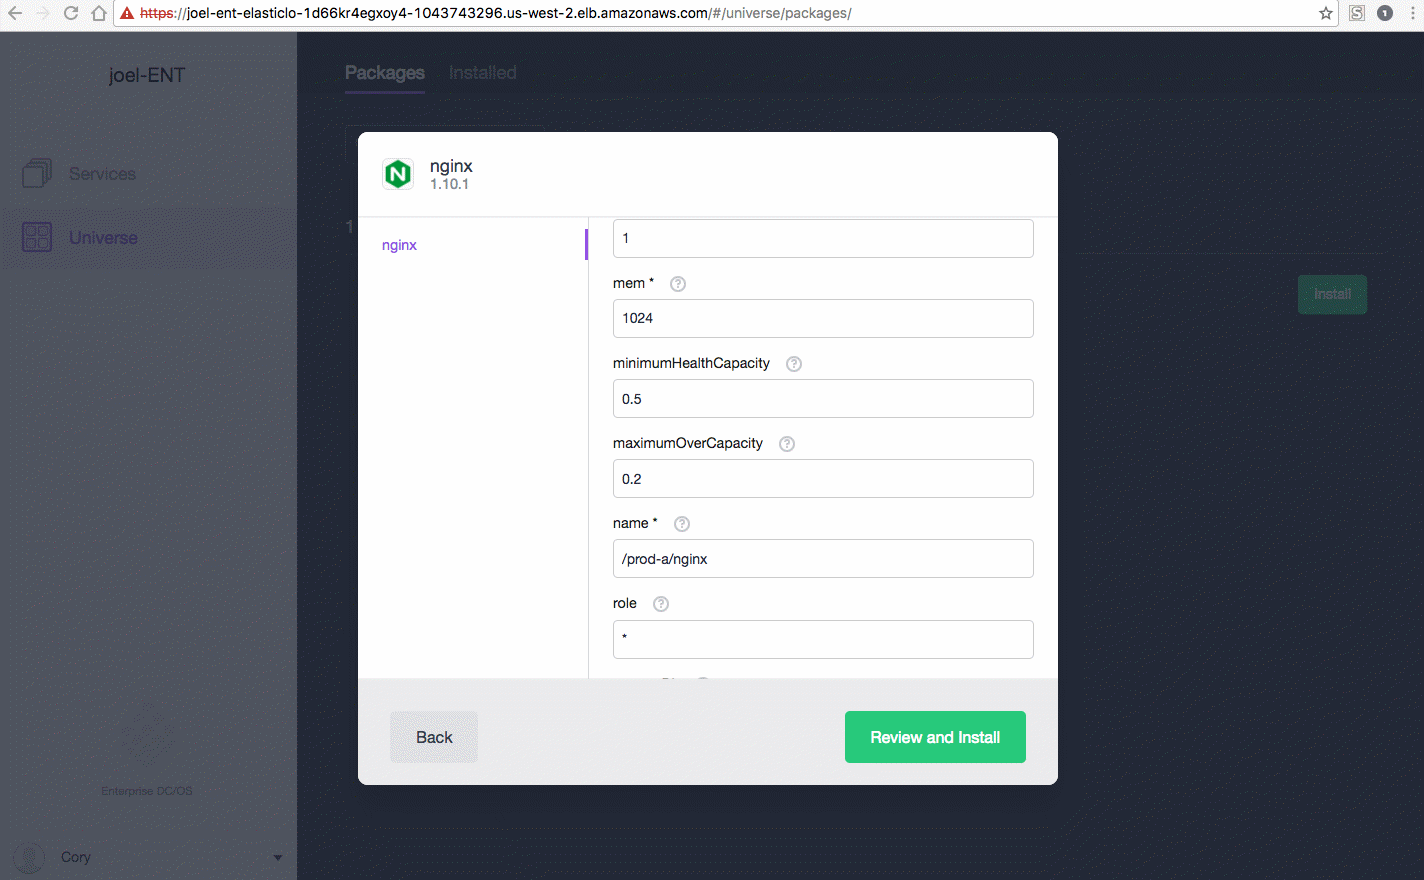 https://joel-ent-elasticlo-1d66kr4egxoy4-1043743296.us-west-2.elb.amazonaws.com/#/universe/packages/
S
1
joel-ENT
Packages
Installed
Services
Universe
1
Install
N
nginx
1.10.1
nginx
1
mem * ?
1024
minimumHealthCapacity ?
0.5
maximumOverCapacity ?
0.2
name * ?
/prod-a/nginx
role ?
*
Back
Review and Install
Enterprise DC/OS
Cory